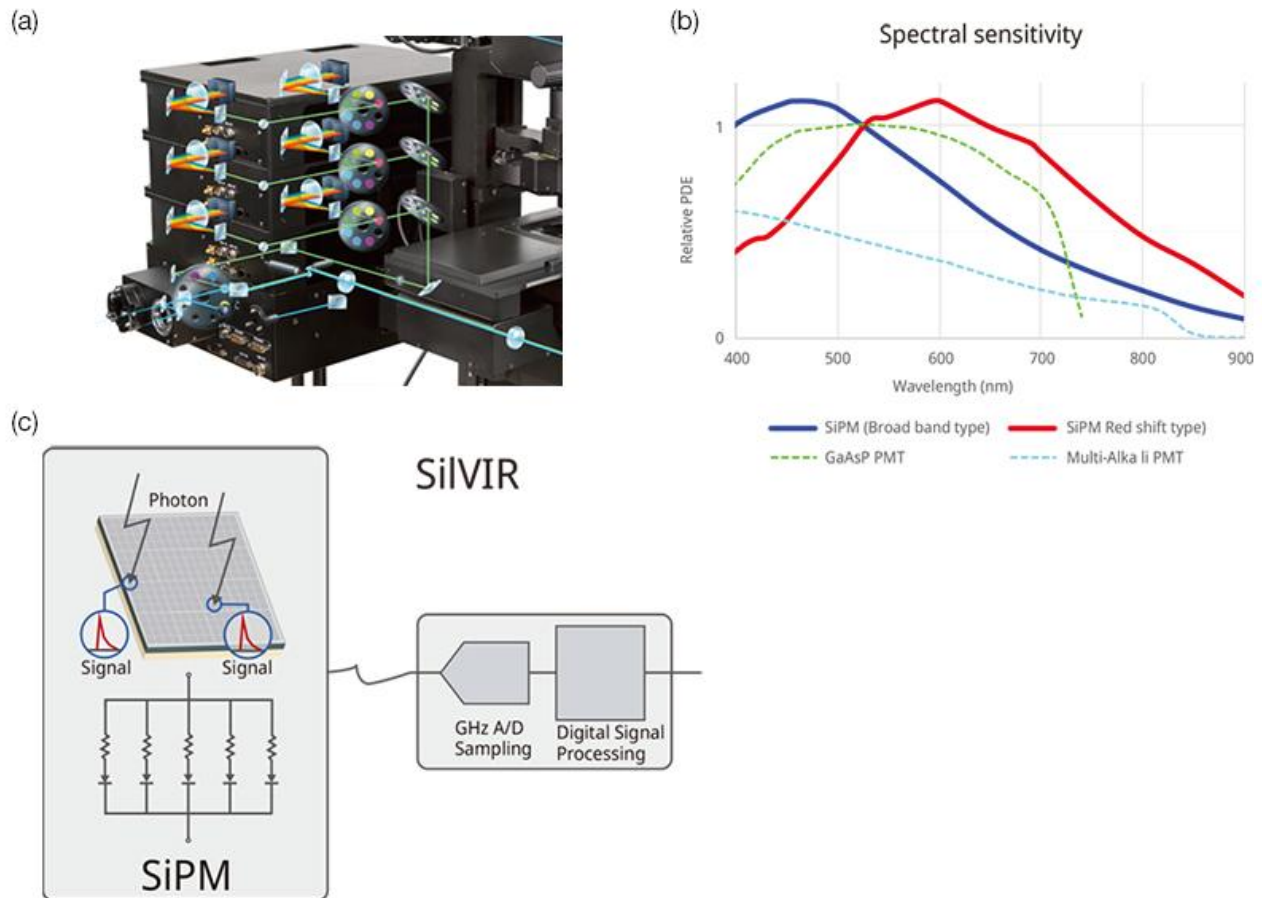 (a)
(b)
Spectral sensitivity
1
Relative PDE
0
400 500 600 700 800 900
Wavelength (nm)
SiPM (Broad band type) SiPM Red shift type)
GaAsP PMT Multi-Alka li PMT
(c)
SilVIR
Photon
Signal Signal
GHz A/D Digital Signal
Sampling Processing
SiPM